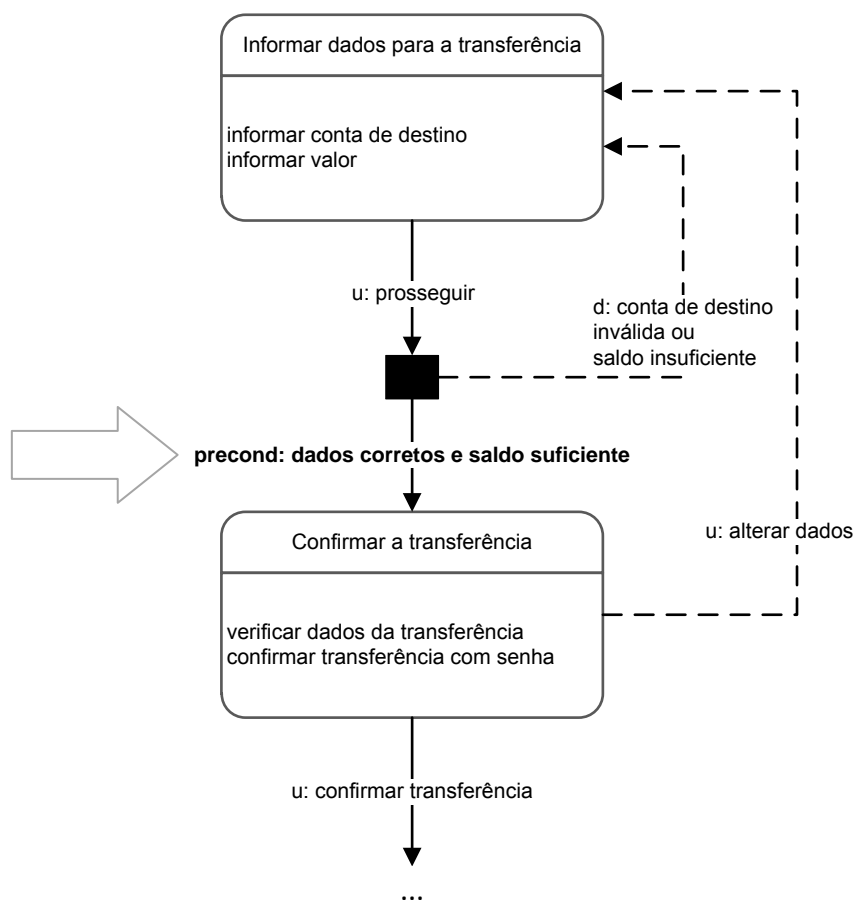 Informar dados para a transferência
informar conta de destino
informar valor
u: prosseguir
d: conta de destino
inválida ou
saldo insuficiente
precond: dados corretos e saldo suficiente
Confirmar a transferência
u: alterar dados
verificar dados da transferência
confirmar transferência com senha
u: confirmar transferência
...